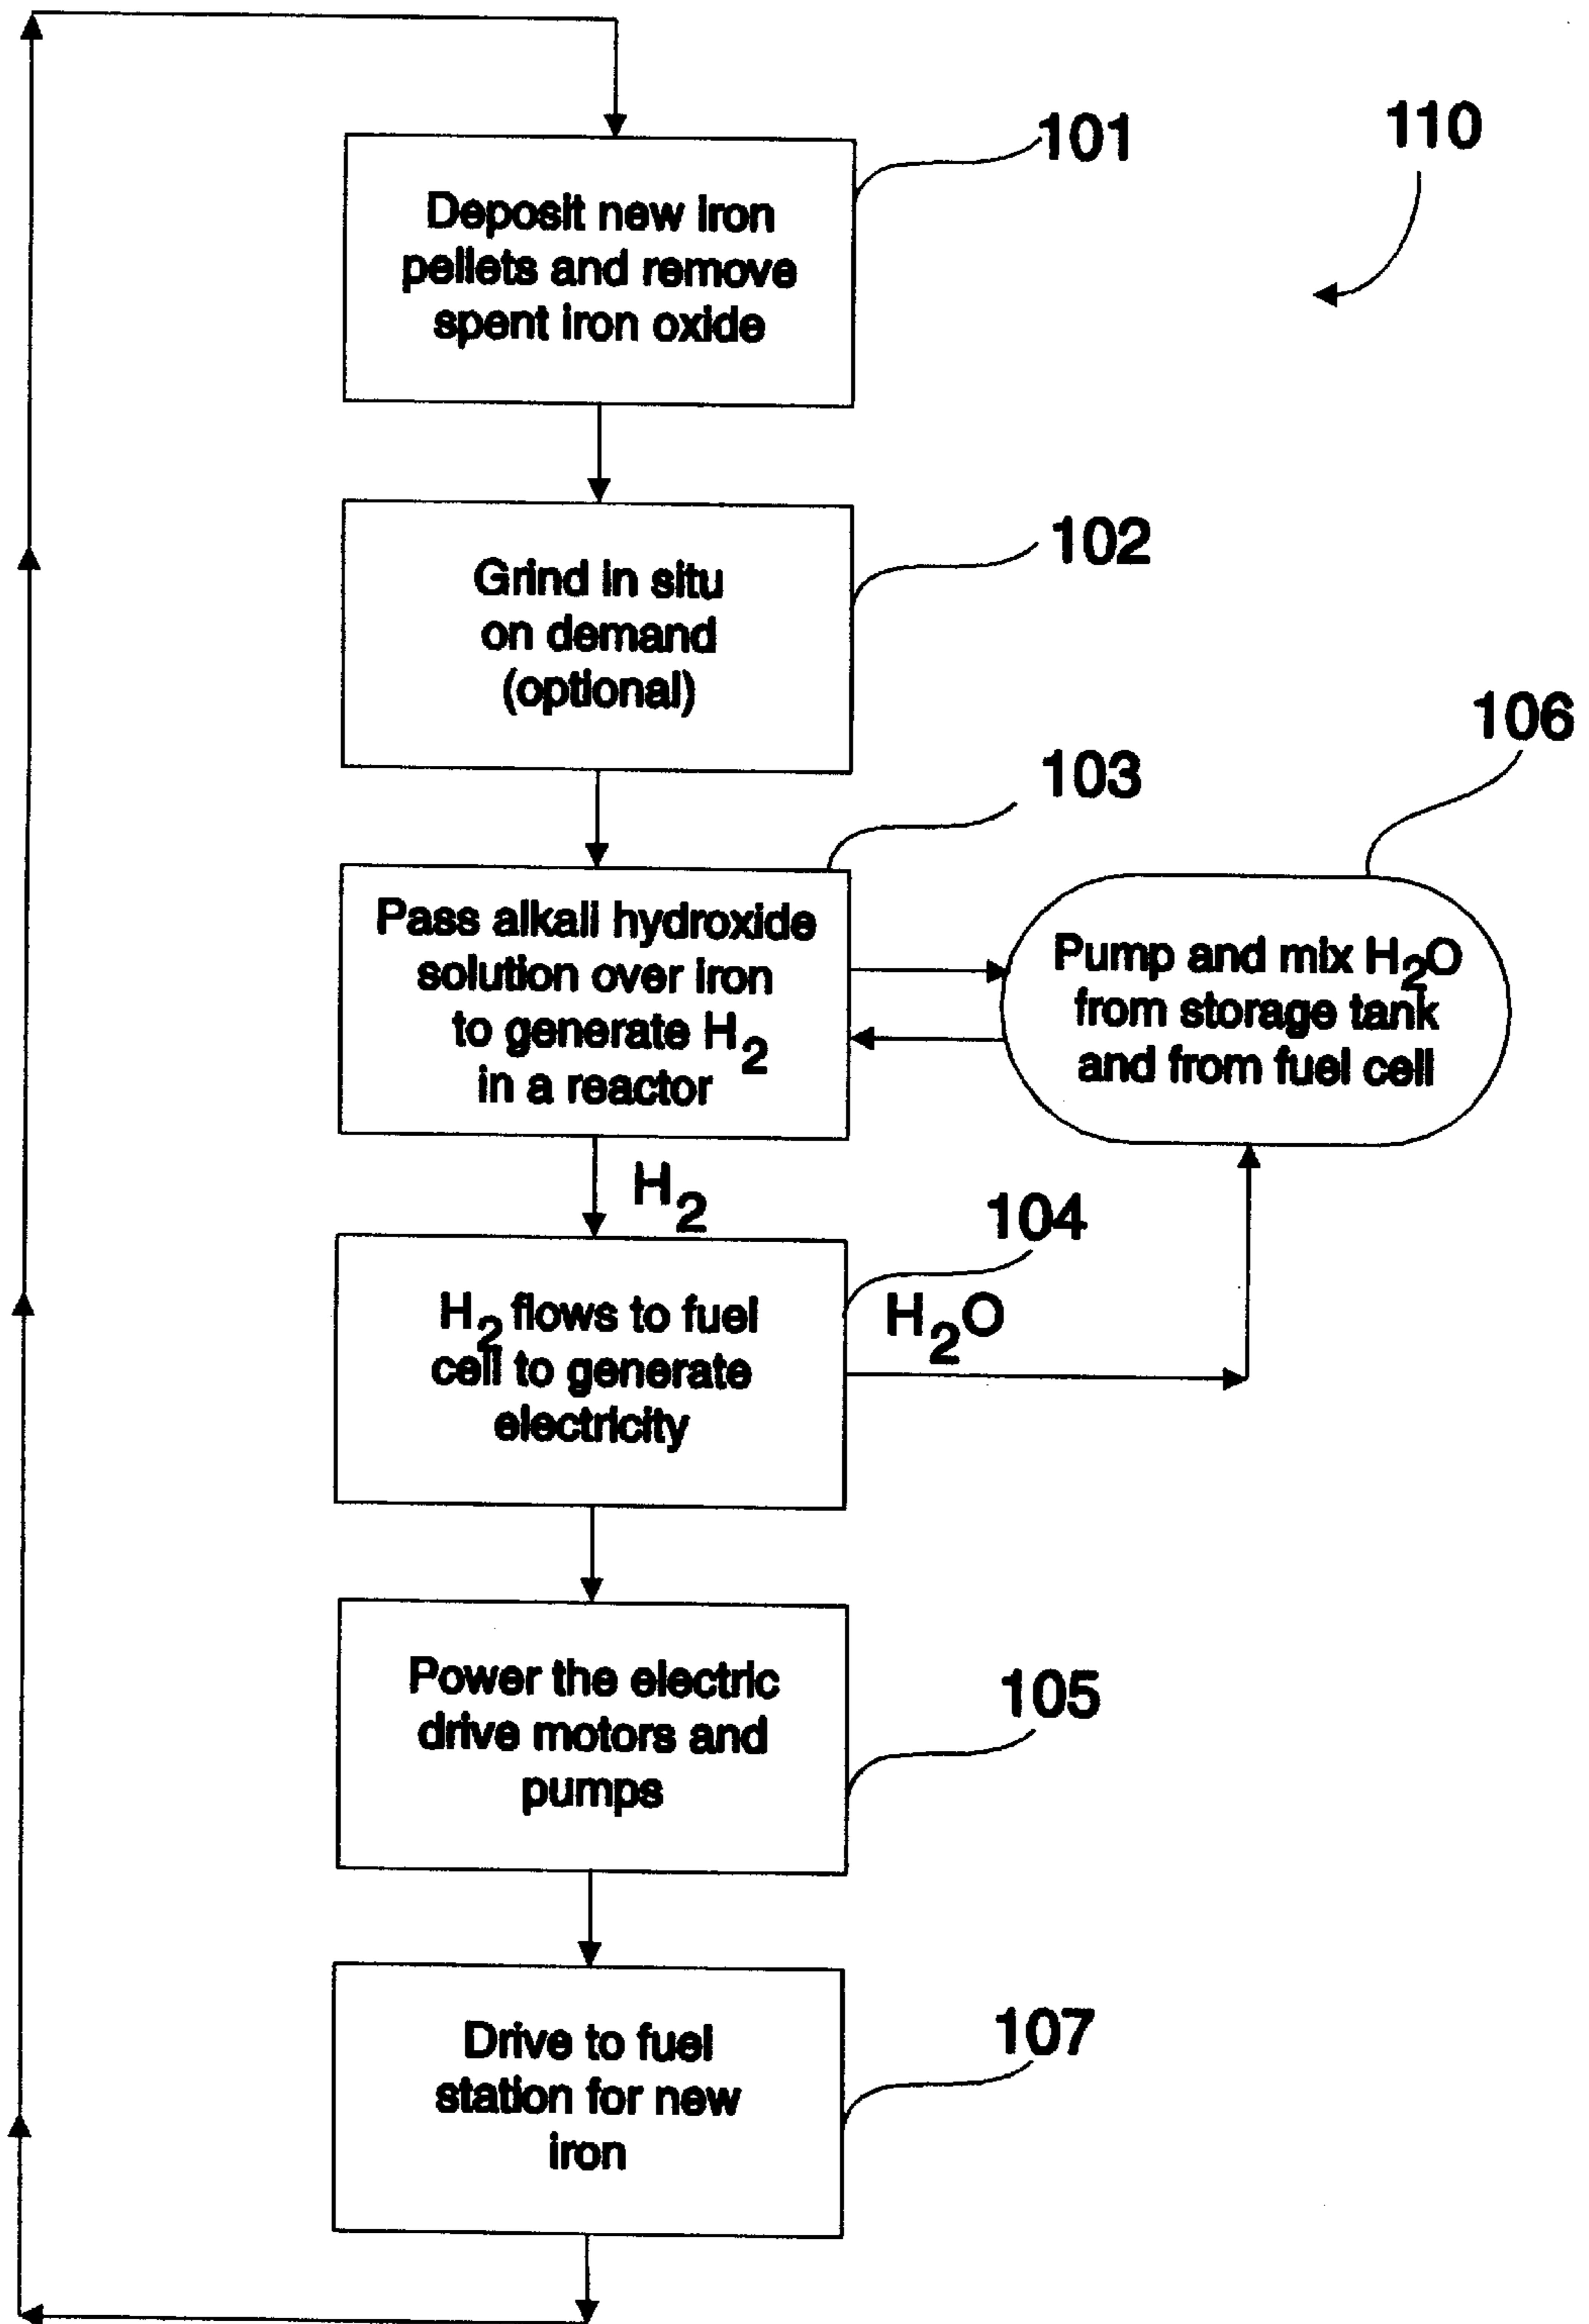 101
110
Deposit new iron
pellets and remove
spent iron oxide
102
Grind in situ
on demand
(optional)
106
103
Pass alkali hydroxide
solution over iron
to generate H2
in a reactor
Pump and mix H2O
from storage tank
and from fuel cell
H2
104
H2 flows to fuel
cell to generate
electricity
H2O
Power the electric
drive motors and
pumps
105
Drive to fuel
station for new
iron
107